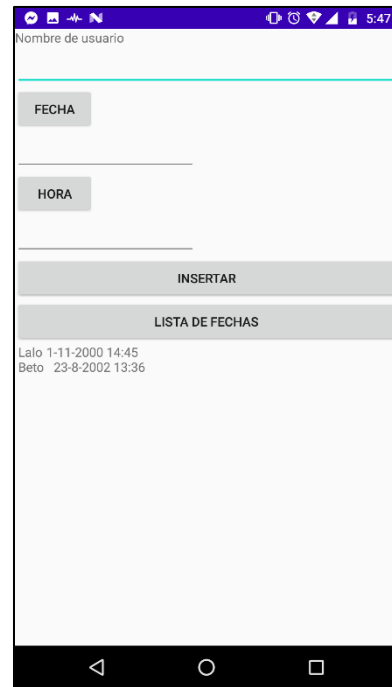 5:47
Nombre de usuario
FECHA
HORA
INSERTAR
LISTA DE FECHAS
Lalo 1-11-2000 14:45
Beto 23-8-2002 13:36